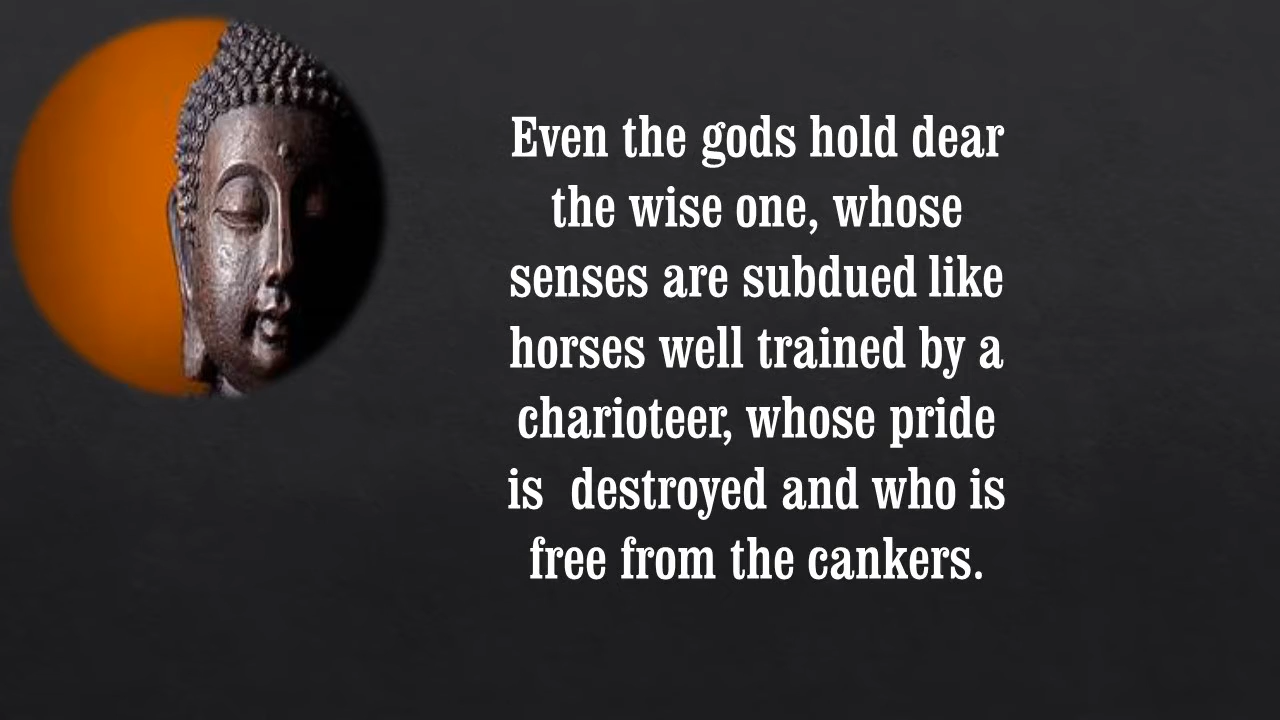 Even the gods hold dear
the wise one, whose
senses are subdued like
horses well trained by a
charioteer, whose pride
is  destroyed and who is
free from the cankers.